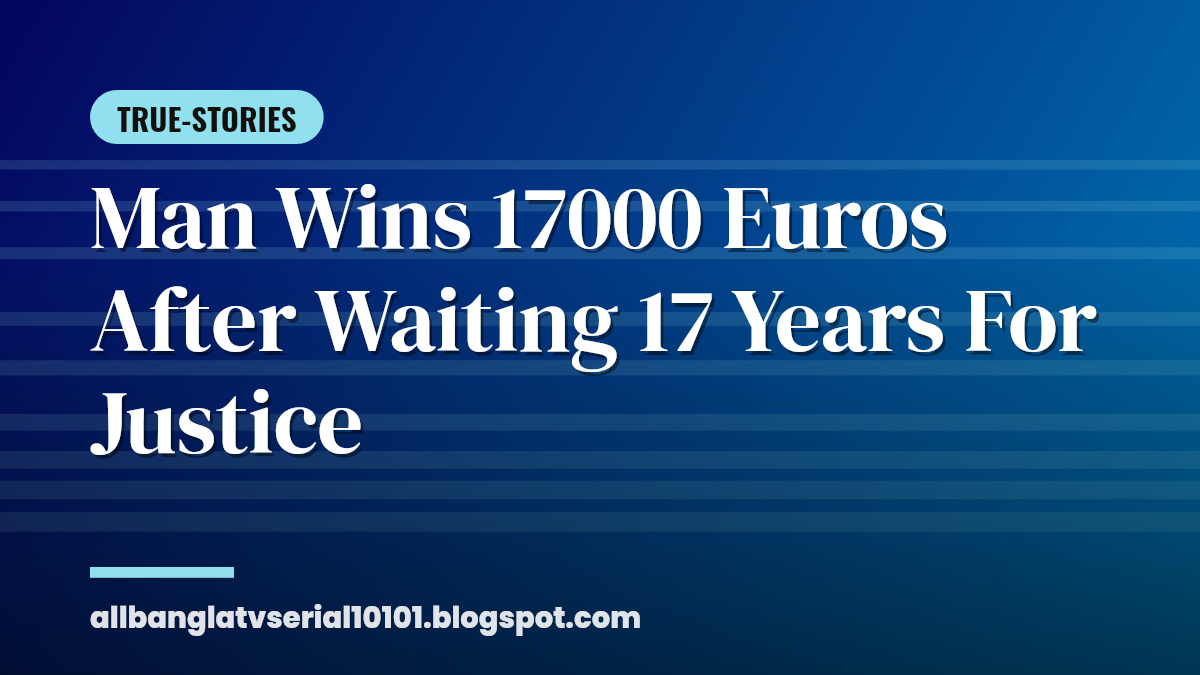 TRUE-STORIES
Man Wins 17000 Euros
After Waiting 17 Years For
Justice
allbanglatvserial10101.blogspot.com